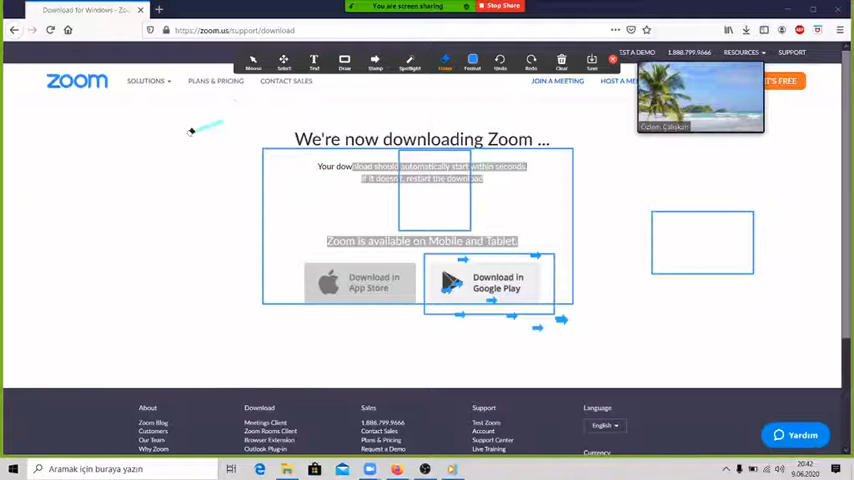 Download for Windows - Zo
You are screen sharing
Stop Share
https://zoom.us/support/download
Mouse Select Text Draw Stamp Spotlight Eraser Format Undo Redo Clear Save
EST A DEMO 1.888.799.9666 RESOURCES SUPPORT
zoom SOLUTIONS PLANS & PRICING CONTACT SALES JOIN A MEETING HOST A MEE T'S FREE
Özlem Çalışkan
We're now downloading Zoom ...
Your download should automatically start within seconds.
If it doesn't, restart the download
Zoom is available on Mobile and Tablet.
Download in
App Store
Download in
Google Play
About
Zoom Blog
Customers
Our Team
Why Zoom
Download
Meetings Client
Zoom Rooms Client
Browser Extension
Outlook Plug-in
Sales
1.888.799.9666
Contact Sales
Plans & Pricing
Request a Demo
Support
Test Zoom
Account
Support Center
Live Training
Language
English
Currency
Yardım
Aramak için buraya yazın
20:42
9.06.2020